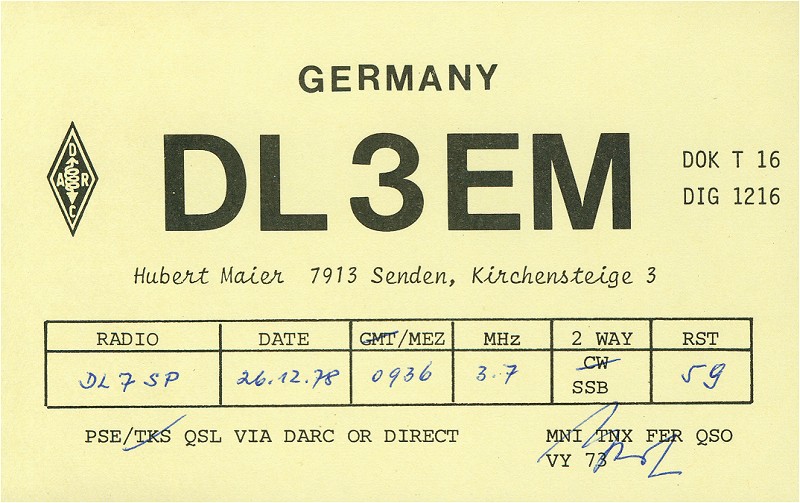 GERMANY
DARC
DL3EM
DOK T 16
DIG 1216
Hubert Maier 7913 Senden, Kirchensteige 3
RADIO DATE GMT/MEZ MHz 2 WAY RST
DL7SP 26.12.78 0936 3.7 CW SSB 59
PSE/TKS QSL VIA DARC OR DIRECT
MNI TNX FER QSO
VY 73